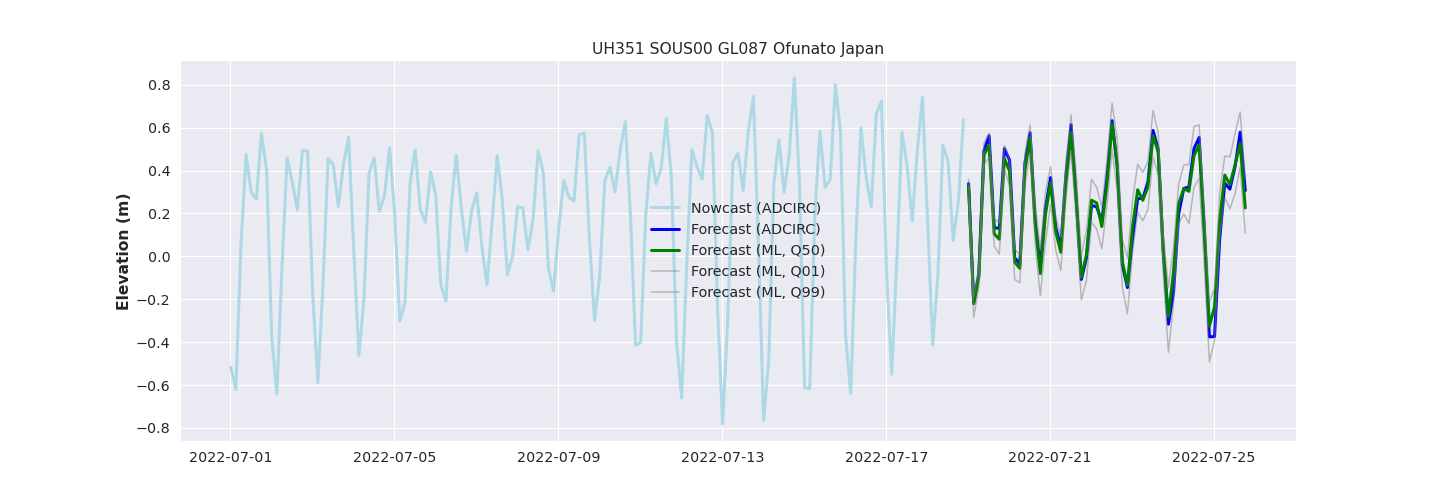 UH351 SOUS00 GL087 Ofunato Japan
0.8
0.6
0.4
0.2
0.0
−0.2
−0.4
−0.6
−0.8
Elevation (m)
Nowcast (ADCIRC)
Forecast (ADCIRC)
Forecast (ML, Q50)
Forecast (ML, Q01)
Forecast (ML, Q99)
2022-07-01 2022-07-05 2022-07-09 2022-07-13 2022-07-17 2022-07-21 2022-07-25